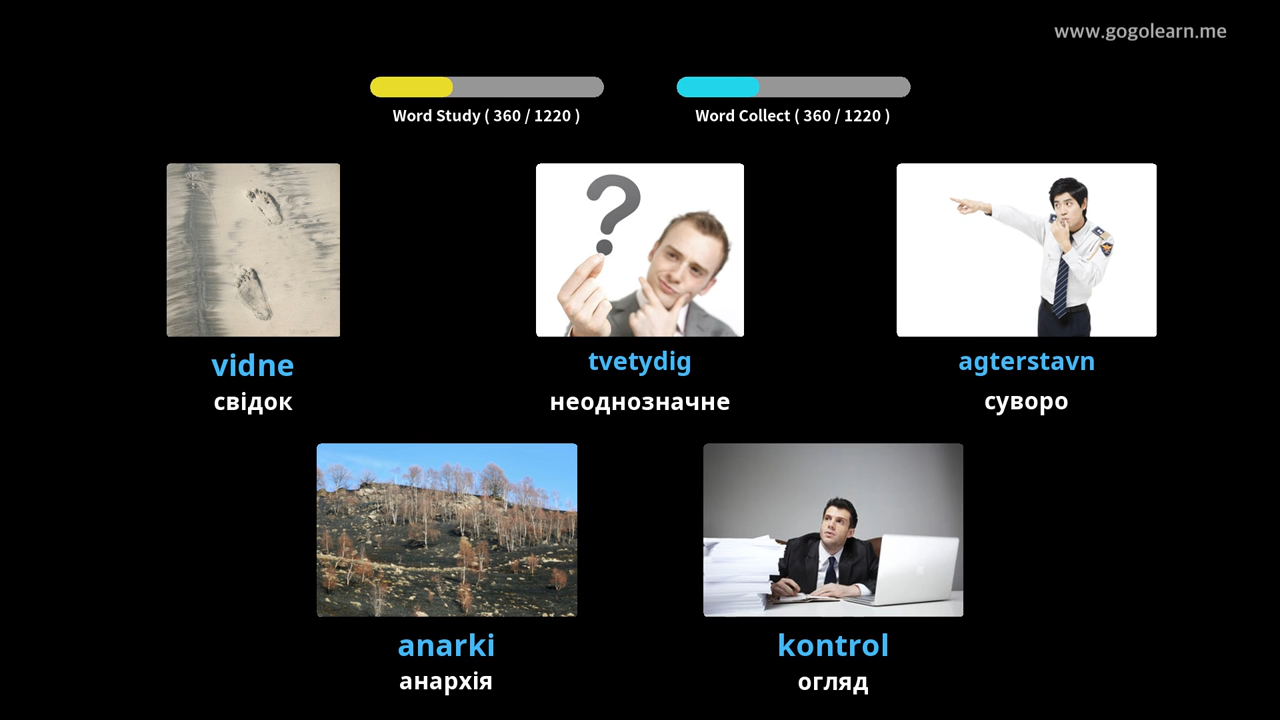 www.gogolearn.me
Word Study ( 360 / 1220 )
Word Collect ( 360 / 1220 )
vidne
свідок
tvetydig
неоднозначне
agterstavn
суворо
anarki
анархія
kontrol
огляд